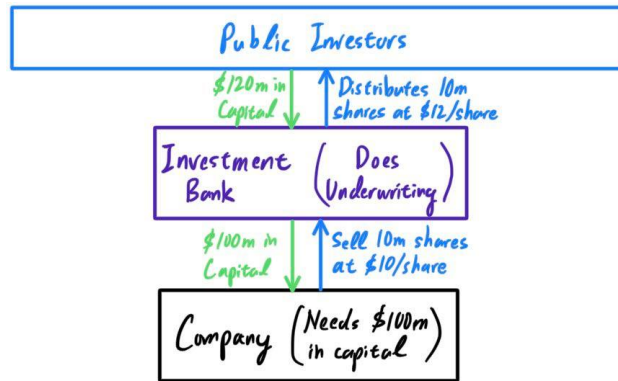 Public Investors
$120m in
Capital
Distributes 10m
shares at $12/share
Investment
Bank
(Does
Underwriting)
$100m in
Capital
Sell 10m shares
at $10/share
Company
(Needs $100m
in capital)